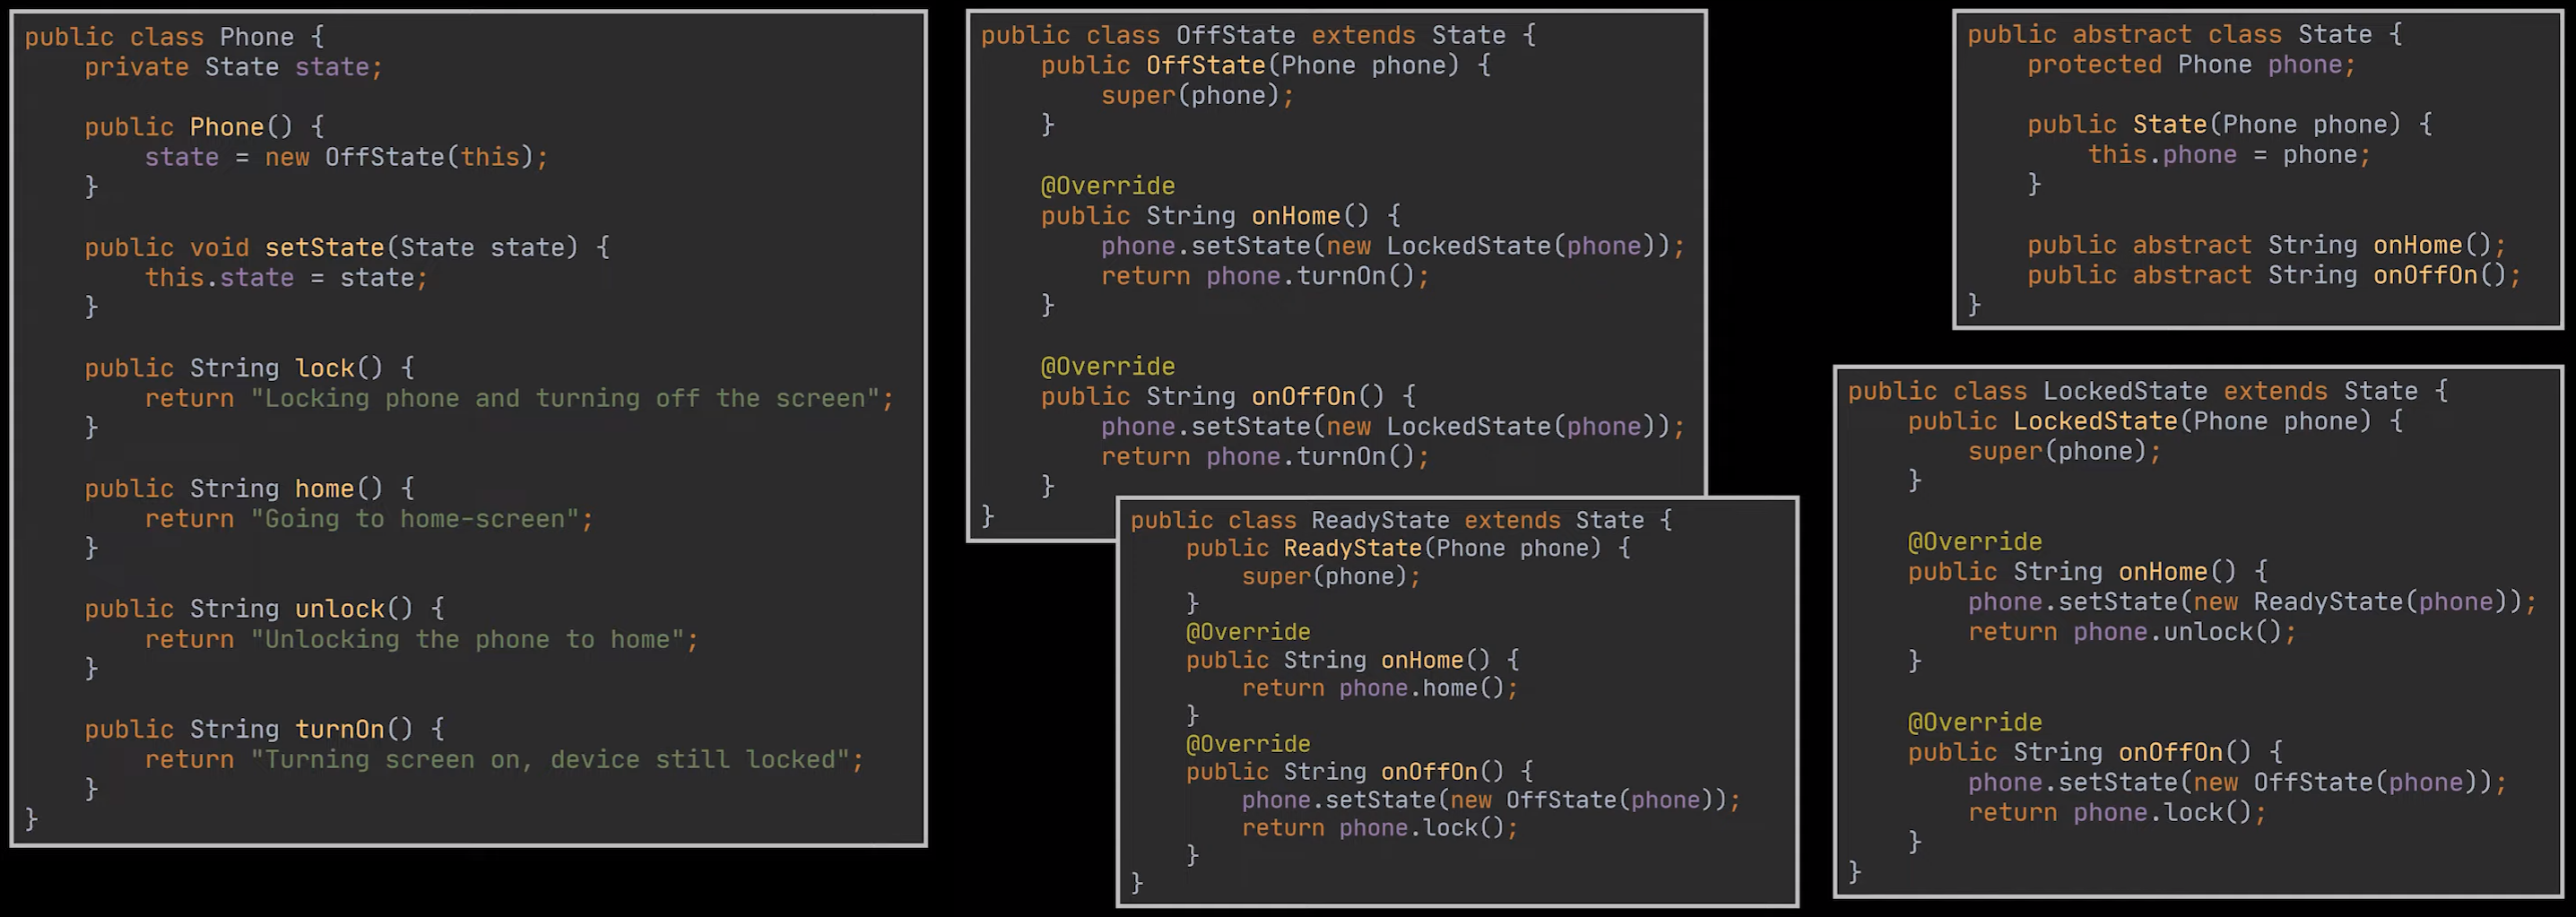 public class Phone {
    private State state;

    public Phone() {
        state = new OffState(this);
    }

    public void setState(State state) {
        this.state = state;
    }

    public String lock() {
        return "Locking phone and turning off the screen";
    }

    public String home() {
        return "Going to home-screen";
    }

    public String unlock() {
        return "Unlocking the phone to home";
    }

    public String turnOn() {
        return "Turning screen on, device still locked";
    }
}
public class OffState extends State {
    public OffState(Phone phone) {
        super(phone);
    }

    @Override
    public String onHome() {
        phone.setState(new LockedState(phone));
        return phone.turnOn();
    }

    @Override
    public String onOffOn() {
        phone.setState(new LockedState(phone));
        return phone.turnOn();
    }
}
public class ReadyState extends State {
    public ReadyState(Phone phone) {
        super(phone);
    }
    @Override
    public String onHome() {
        return phone.home();
    }
    @Override
    public String onOffOn() {
        phone.setState(new OffState(phone));
        return phone.lock();
    }
}
public abstract class State {
    protected Phone phone;

    public State(Phone phone) {
        this.phone = phone;
    }

    public abstract String onHome();
    public abstract String onOffOn();
}
public class LockedState extends State {
    public LockedState(Phone phone) {
        super(phone);
    }

    @Override
    public String onHome() {
        phone.setState(new ReadyState(phone));
        return phone.unlock();
    }

    @Override
    public String onOffOn() {
        phone.setState(new OffState(phone));
        return phone.lock();
    }
}